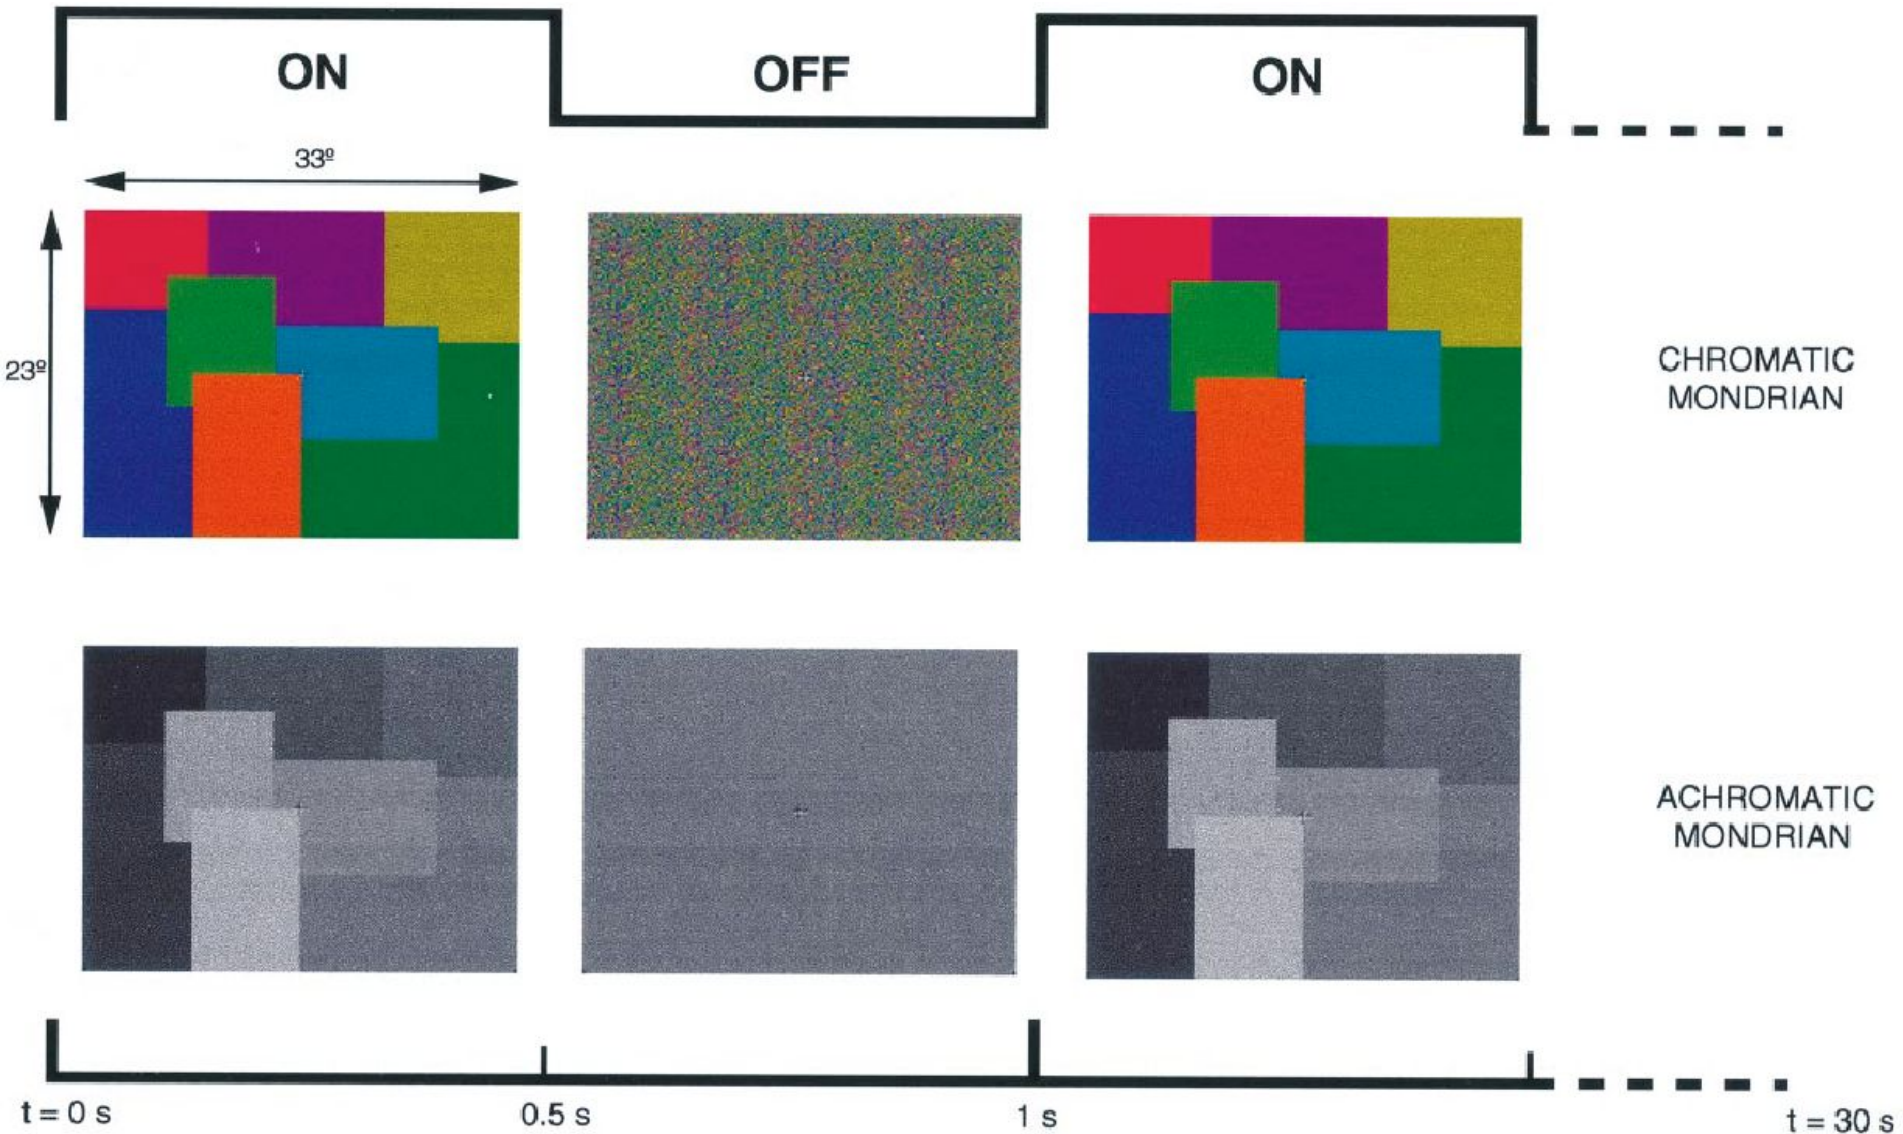 ON
OFF
ON
33º
23º
CHROMATIC
MONDRIAN
ACHROMATIC
MONDRIAN
t = 0 s
0.5 s
1 s
t = 30 s